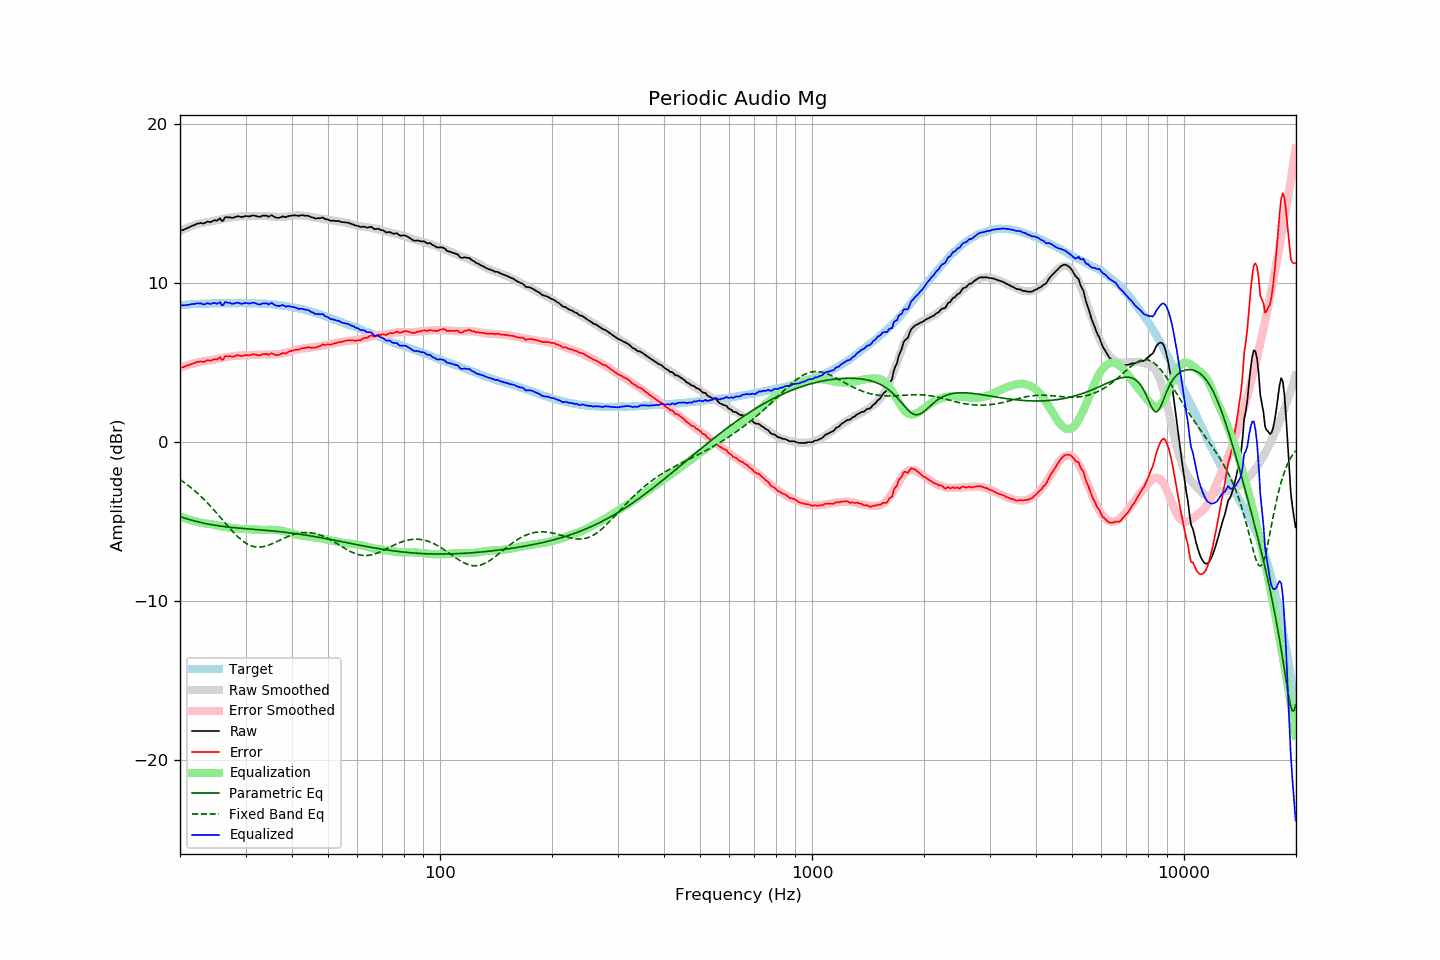 Periodic Audio Mg
20
10
0
−10
−20
Amplitude (dBr)
Target
Raw Smoothed
Error Smoothed
Raw
Error
Equalization
Parametric Eq
Fixed Band Eq
Equalized
100
1000
10000
Frequency (Hz)